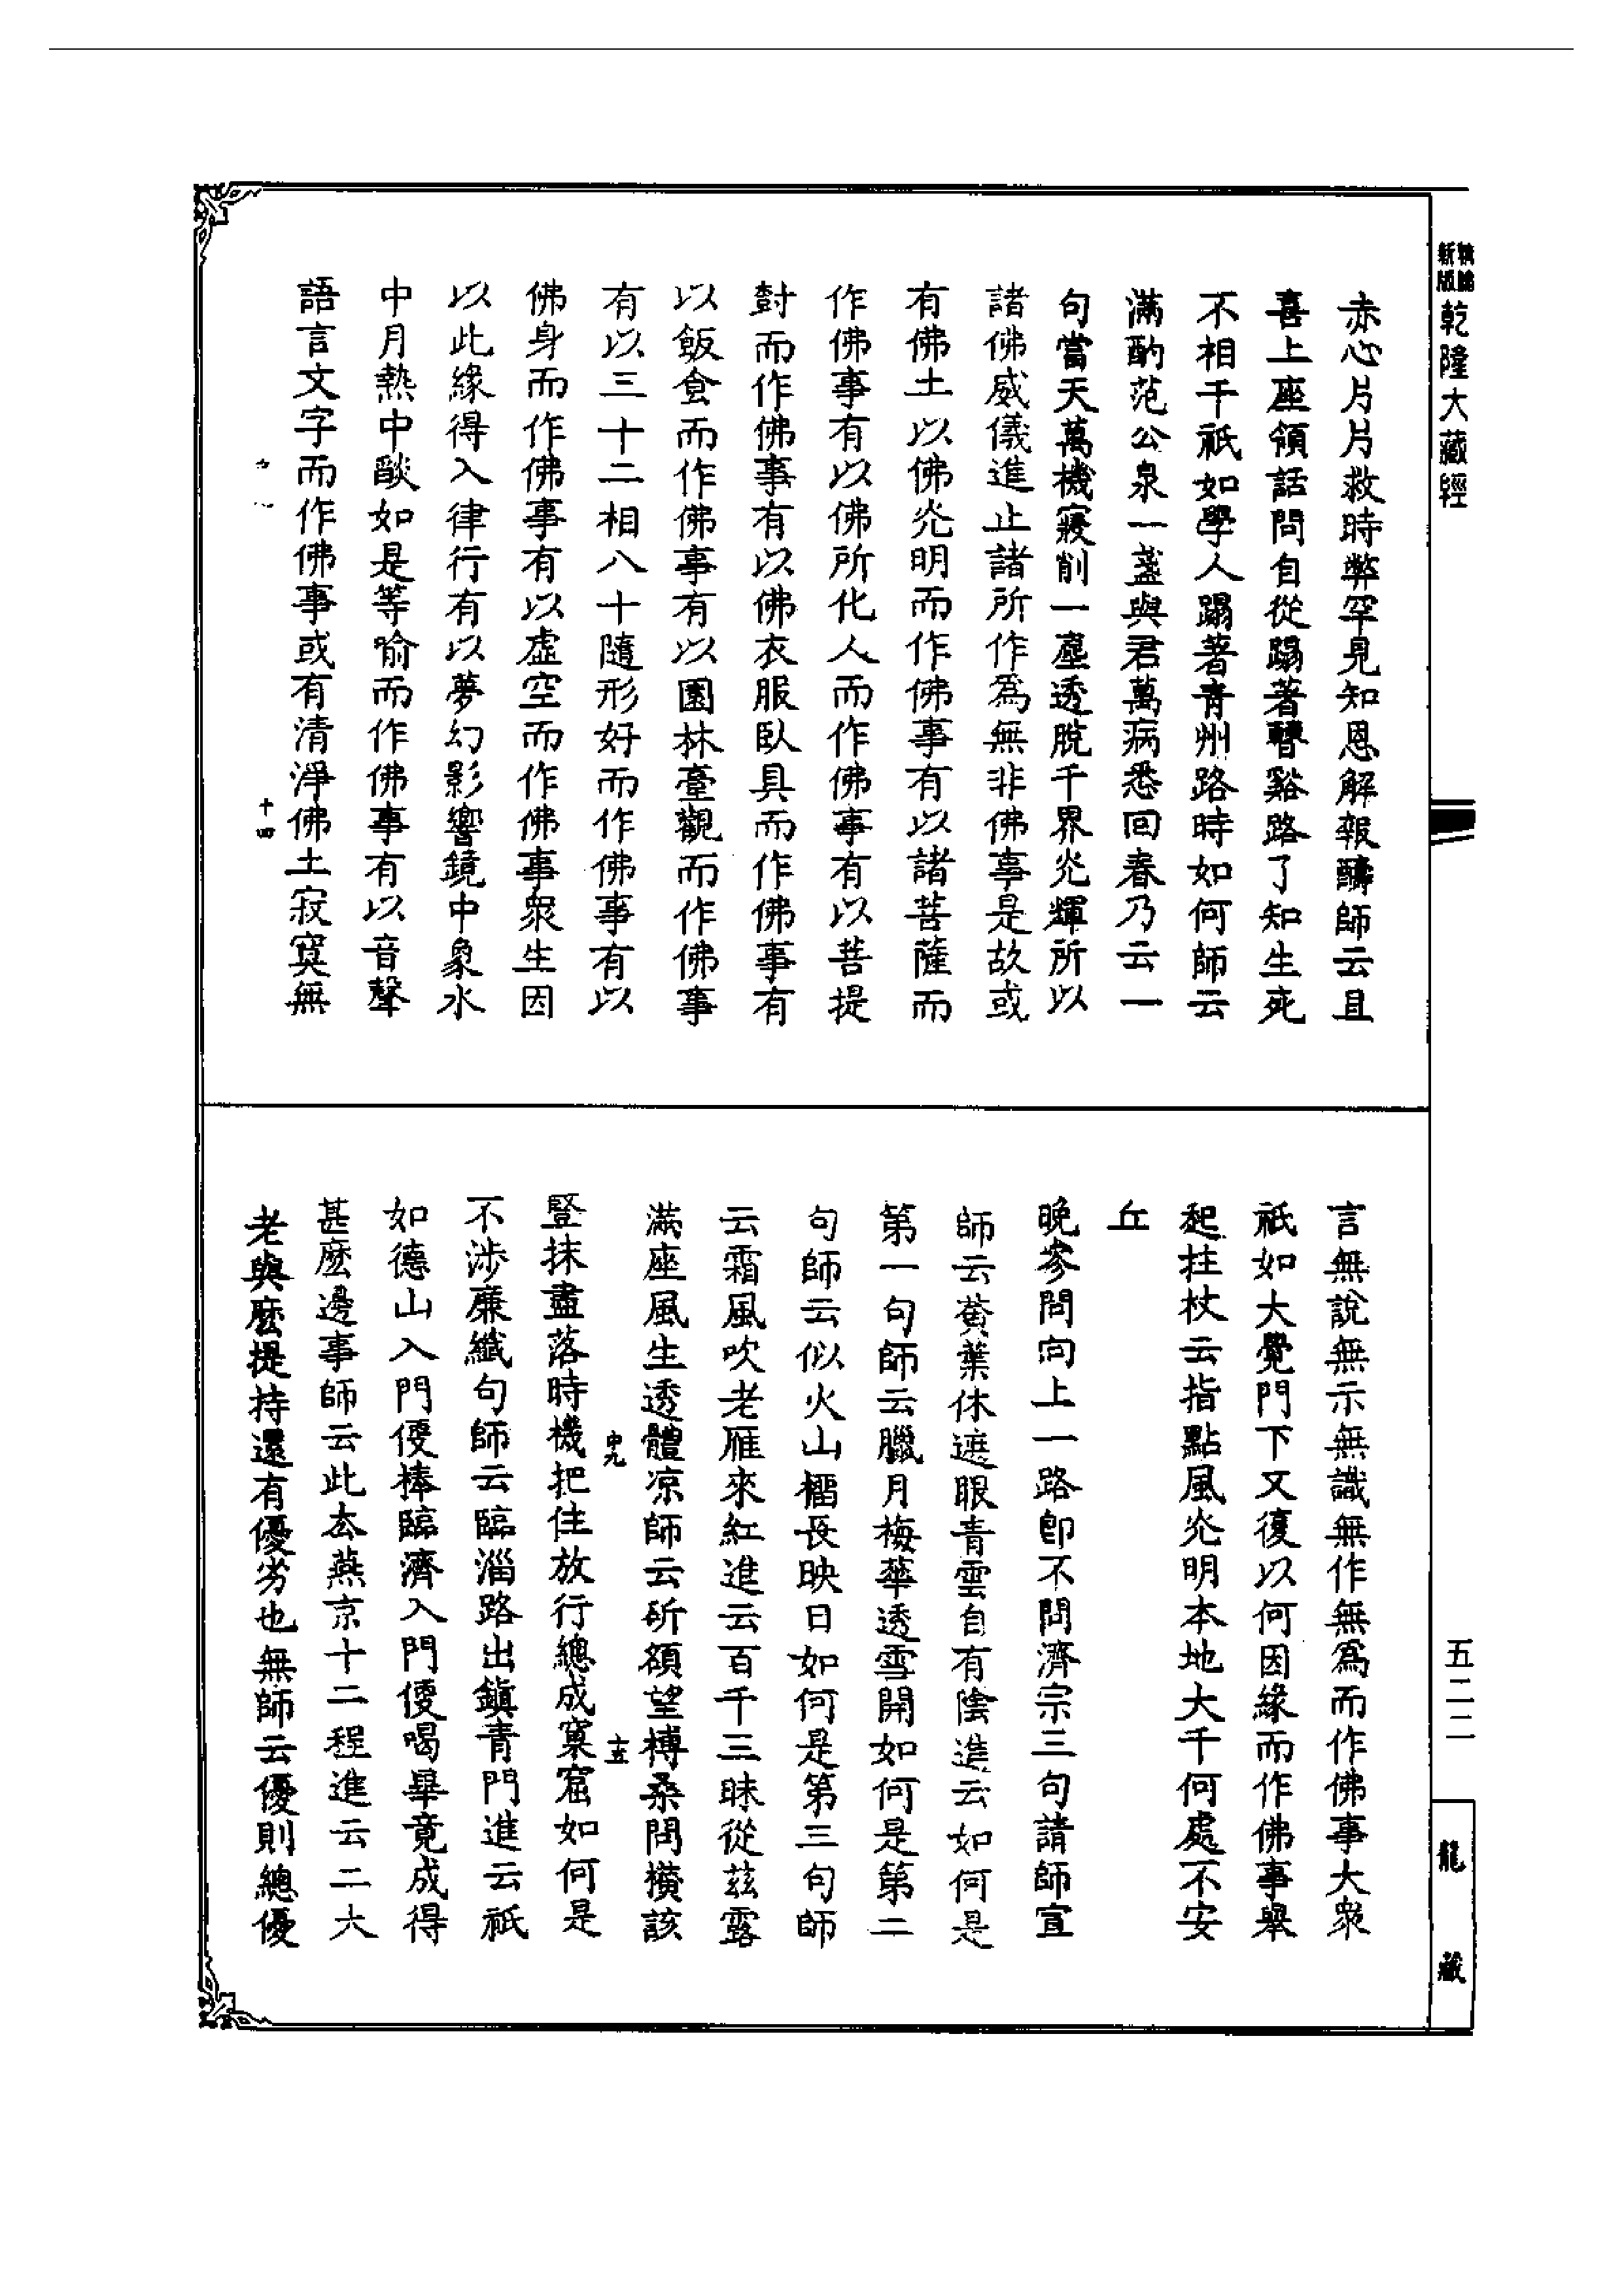 乾隆大藏經
赤心片片救時弊罕見知恩解報酬師云且
喜上座領話問自從蹋著曹谿路了知生死
不相干祇如學人蹋著青州路時如何師云
滿酌范公泉一盞與君萬病悉回春乃云一
句當天萬機寢削一塵透脫千界光輝所以
諸佛威儀進止諸所作為無非佛事是故或
有佛土以佛光明而作佛事有以諸菩薩而
作佛事有以佛所化人而作佛事有以菩提
樹而作佛事有以佛衣服臥具而作佛事有
以飯食而作佛事有以園林臺觀而作佛事
有以三十二相八十隨形好而作佛事有以
佛身而作佛事有以虛空而作佛事眾生因
以此緣得入律行有以夢幻影響鏡中象水
中月熱中燄如是等喻而作佛事有以音聲
語言文字而作佛事或有清淨佛土寂寞無
十四
言無說無示無識無作無為而作佛事大眾
祇如大覺門下又復以何因緣而作佛事舉
起拄杖云指點風光明本地大千何處不安
丘
晚參問向上一路即不問濟宗三句請師宣
師云黃葉休遮眼青雲自有陰進云如何是
第一句師云臘月梅華透雪開如何是第二
句師云似火山榴長映日如何是第三句師
云霜風吹老雁來紅進云百千三昧從茲露
滿座風生透體涼師云斫額望榑桑問橫該
十五
豎抹盡落時機把住放行總成窠窟如何是
不涉廉纖句師云臨淄路出鎮青門進云祇
如德山入門便棒臨濟入門便喝畢竟成得
甚麼邊事師云此去燕京十二程進云二大
老與麼提持還有優劣也無師云優則總優
五二二
龍藏